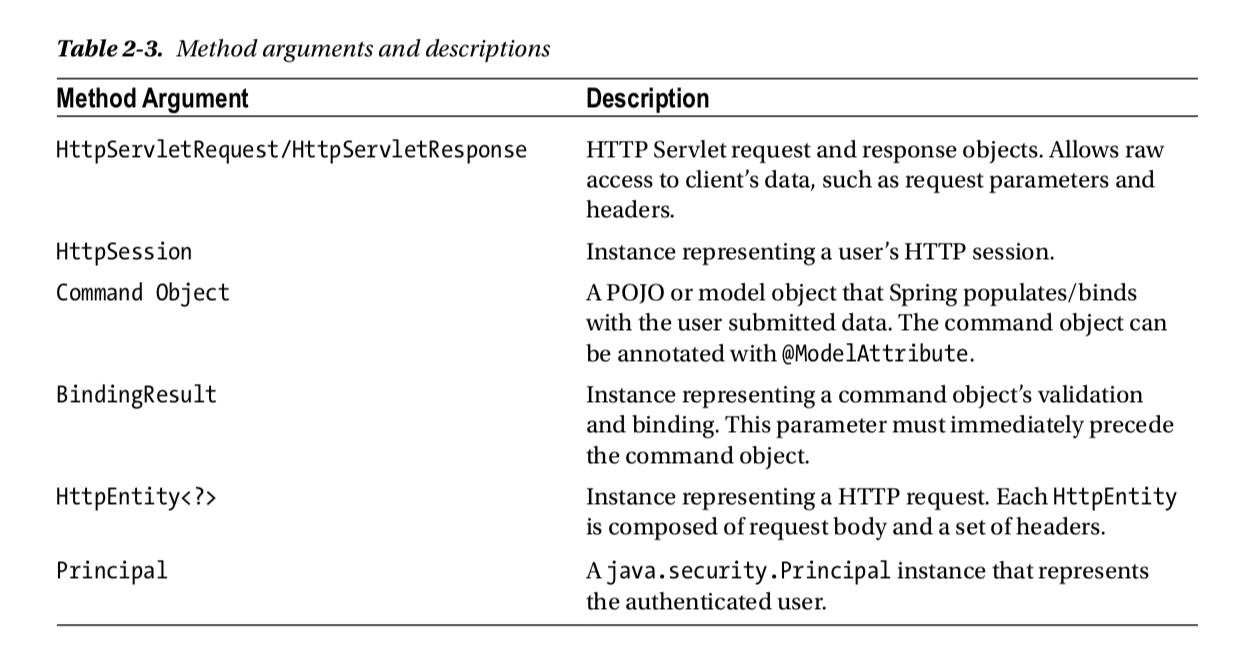 Table 2-3. Method arguments and descriptions
Method Argument Description
HttpServletRequest/HttpServletResponse HTTP Servlet request and response objects. Allows raw
access to client’s data, such as request parameters and
headers.
HttpSession Instance representing a user’s HTTP session.
Command Object A POJO or model object that Spring populates/binds
with the user submitted data. The command object can
be annotated with @ModelAttribute.
BindingResult Instance representing a command object’s validation
and binding. This parameter must immediately precede
the command object.
HttpEntity<?> Instance representing a HTTP request. Each HttpEntity
is composed of request body and a set of headers.
Principal A java.security.Principal instance that represents
the authenticated user.